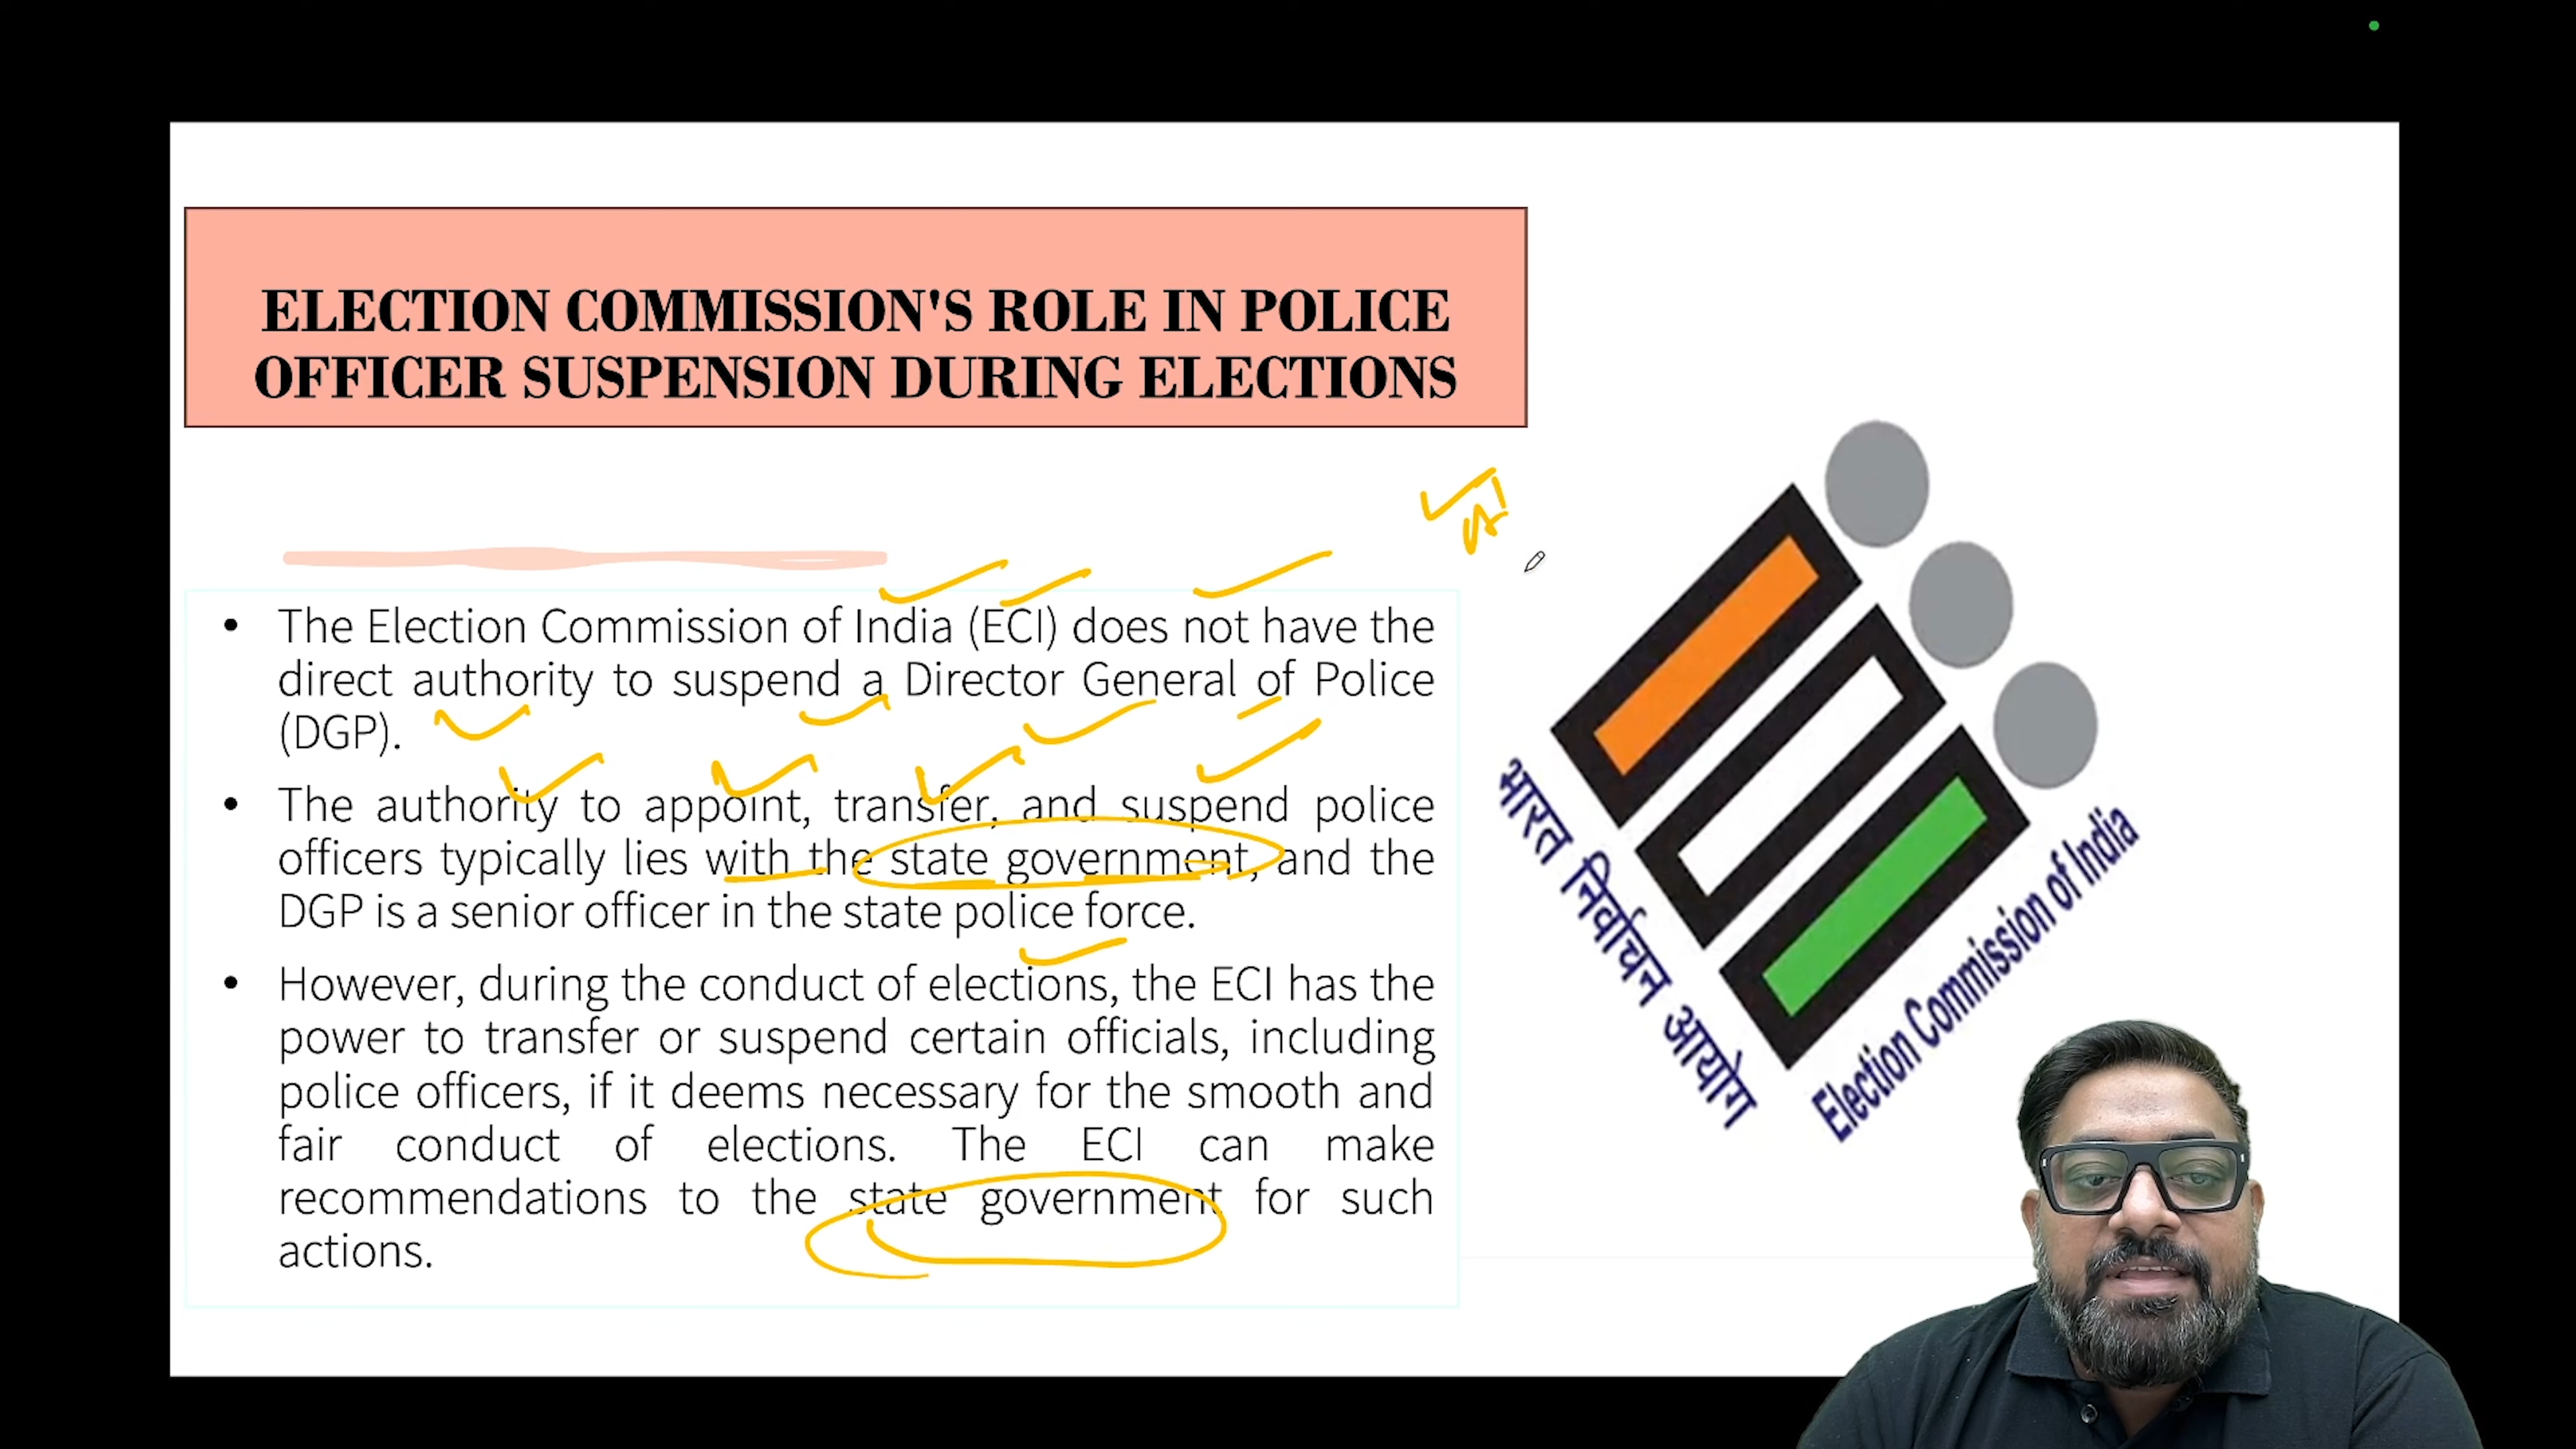 ELECTION COMMISSION'S ROLE IN POLICE
OFFICER SUSPENSION DURING ELECTIONS
• The Election Commission of India (ECI) does not have the
direct authority to suspend a Director General of Police
(DGP).
• The authority to appoint, transfer, and suspend police
officers typically lies with the state government, and the
DGP is a senior officer in the state police force.
• However, during the conduct of elections, the ECI has the
power to transfer or suspend certain officials, including
police officers, if it deems necessary for the smooth and
fair conduct of elections. The ECI can make
recommendations to the state government for such
actions.
भारत निर्वाचन आयोग
Election Commission of India